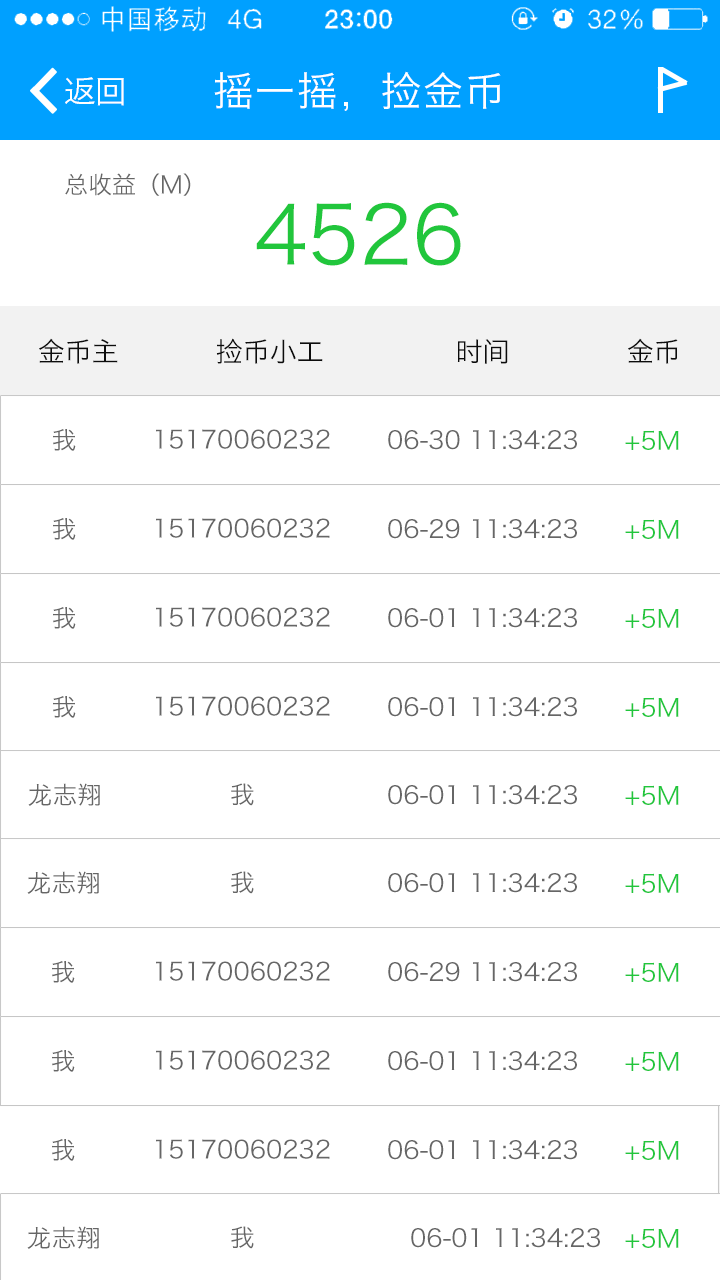 中国移动 4G 23:00 32%
返回 摇一摇，捡金币
总收益（M）
4526
金币主 捡币小工 时间 金币
我 15170060232 06-30 11:34:23 +5M
我 15170060232 06-29 11:34:23 +5M
我 15170060232 06-01 11:34:23 +5M
我 15170060232 06-01 11:34:23 +5M
龙志翔 我 06-01 11:34:23 +5M
龙志翔 我 06-01 11:34:23 +5M
我 15170060232 06-29 11:34:23 +5M
我 15170060232 06-01 11:34:23 +5M
我 15170060232 06-01 11:34:23 +5M
龙志翔 我 06-01 11:34:23 +5M